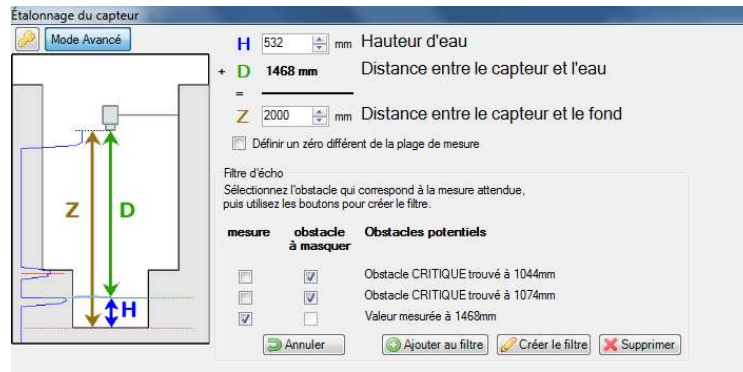 Étalonnage du capteur
Mode Avancé
H 532 mm Hauteur d'eau
+ D 1468 mm Distance entre le capteur et l'eau
=
Z 2000 mm Distance entre le capteur et le fond
Définir un zéro différent de la plage de mesure
Filtre d'écho
Sélectionnez l'obstacle qui correspond à la mesure attendue,
puis utilisez les boutons pour créer le filtre.
mesure obstacle Obstacles potentiels
à masquer
Obstacle CRITIQUE trouvé à 1044mm
Obstacle CRITIQUE trouvé à 1074mm
Valeur mesurée à 1468mm
Annuler Ajouter au filtre Créer le filtre Supprimer
Z D
H